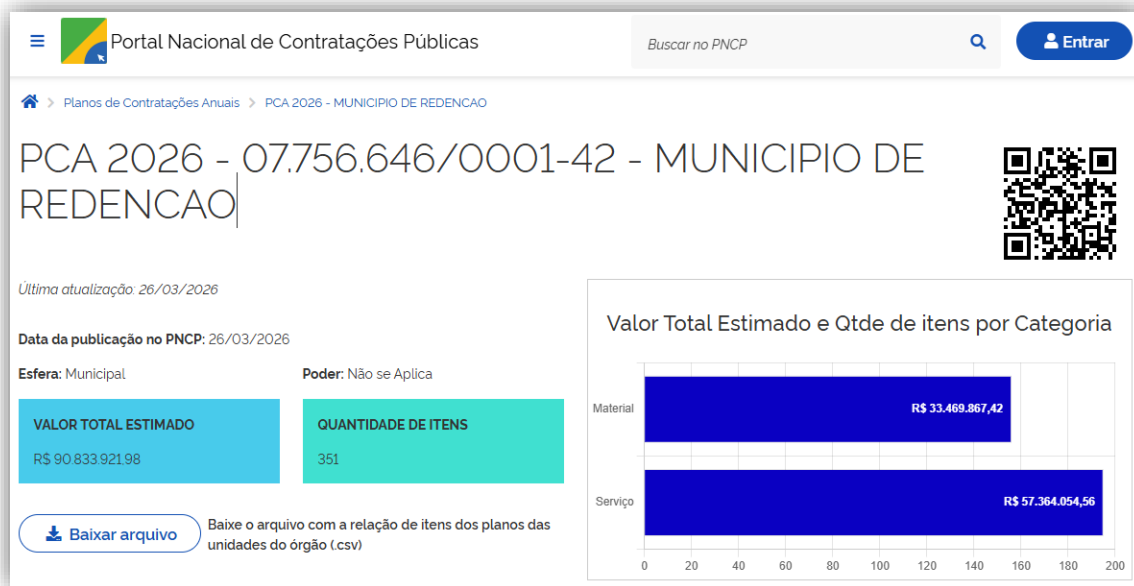 Portal Nacional de Contratações Públicas
Buscar no PNCP
Entrar
Planos de Contratações Anuais > PCA 2026 - MUNICIPIO DE REDENCAO
PCA 2026 - 07.756.646/0001-42 - MUNICIPIO DE
REDENCAO
Última atualização: 26/03/2026
Data da publicação no PNCP: 26/03/2026
Esfera: Municipal
Poder: Não se Aplica
VALOR TOTAL ESTIMADO
R$ 90.833.921,98
QUANTIDADE DE ITENS
351
Baixar arquivo
Baixe o arquivo com a relação de itens dos planos das
unidades do órgão (.csv)
Valor Total Estimado e Qtde de itens por Categoria
Material
R$ 33.469.867,42
Serviço
R$ 57.364.054,56
0 20 40 60 80 100 120 140 160 180 200